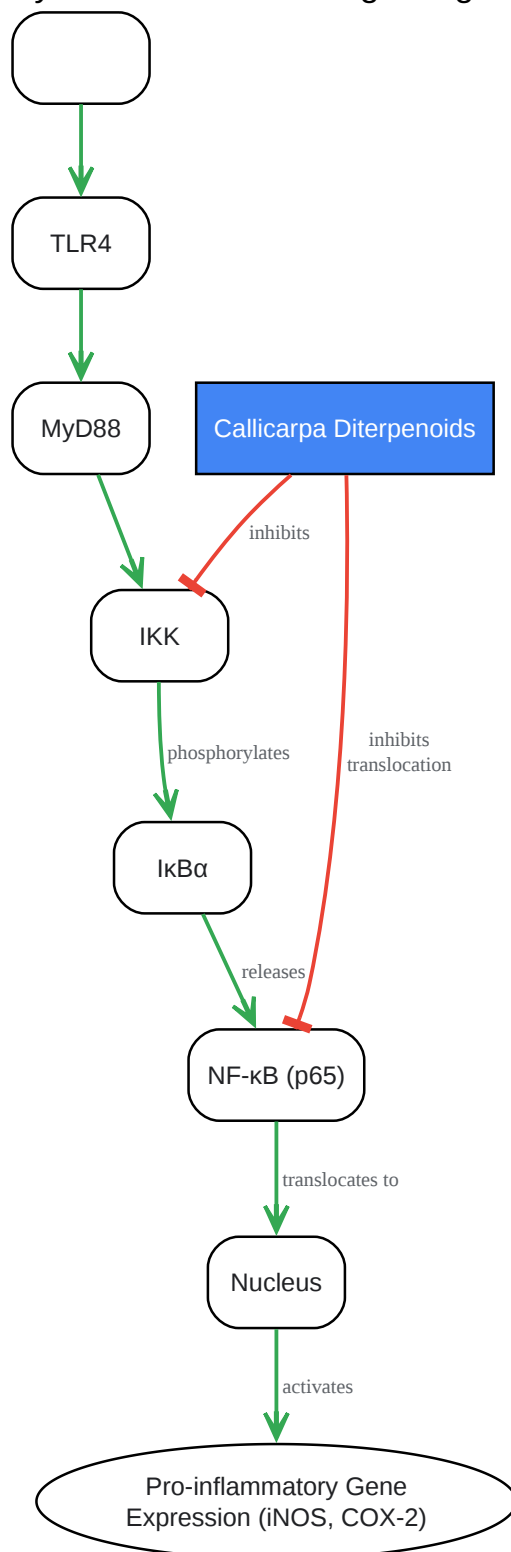 TLR4
MyD88
Callicarpa Diterpenoids
inhibits
IKK
phosphorylates
inhibits
translocation
IκBα
releases
NF-κB (p65)
translocates to
Nucleus
activates
Pro-inflammatory Gene
Expression (iNOS, COX-2)